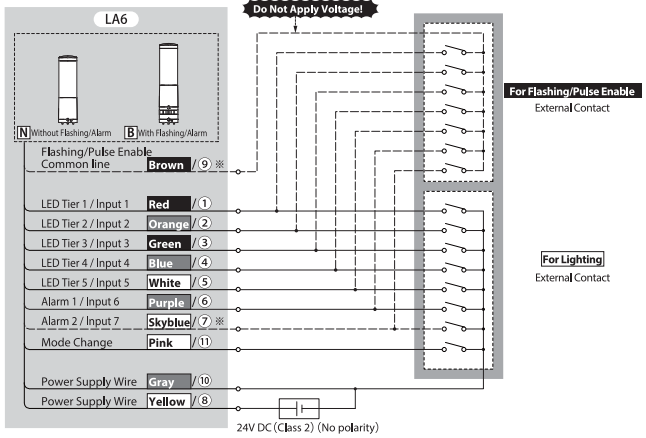 Do Not Apply Voltage!
LA6
N Without Flashing/Alarm
B With Flashing/Alarm
For Flashing/Pulse Enable
External Contact
Flashing/Pulse Enable
Common line Brown / ⑨ ※
LED Tier 1 / Input 1 Red / ①
LED Tier 2 / Input 2 Orange / ②
LED Tier 3 / Input 3 Green / ③
LED Tier 4 / Input 4 Blue / ④
LED Tier 5 / Input 5 White / ⑤
Alarm 1 / Input 6 Purple / ⑥
Alarm 2 / Input 7 Skyblue / ⑦ ※
Mode Change Pink / ⑪
For Lighting
External Contact
Power Supply Wire Gray / ⑩
Power Supply Wire Yellow / ⑧
24V DC (Class 2) (No polarity)